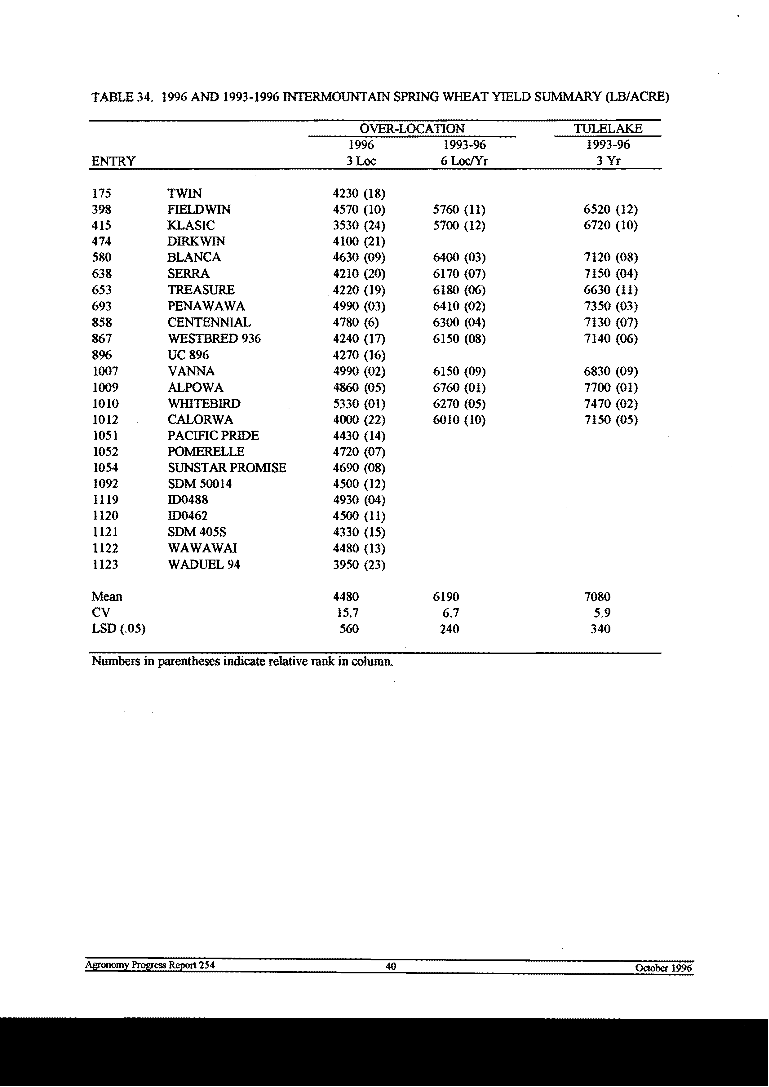 TABLE 34. 1996 AND 1993-1996 INTERMOUNTAIN SPRING WHEAT YIELD SUMMARY (LB/ACRE)
OVER-LOCATION TULELAKE
1996 1993-96 1993-96
ENTRY 3 Loc 6 Loc/Yr 3 Yr
175 TWIN 4230 (18)
398 FIELDWIN 4570 (10) 5760 (11) 6520 (12)
415 KLASIC 3530 (24) 5700 (12) 6720 (10)
474 DIRKWIN 4100 (21)
580 BLANCA 4630 (09) 6400 (03) 7120 (08)
638 SERRA 4210 (20) 6170 (07) 7150 (04)
653 TREASURE 4220 (19) 6180 (06) 6630 (11)
693 PENAWAWA 4990 (03) 6410 (02) 7350 (03)
858 CENTENNIAL 4780 (6) 6300 (04) 7130 (07)
867 WESTBRED 936 4240 (17) 6150 (08) 7140 (06)
896 UC 896 4270 (16)
1007 VANNA 4990 (02) 6150 (09) 6830 (09)
1009 ALPOWA 4860 (05) 6760 (01) 7700 (01)
1010 WHITEBIRD 5330 (01) 6270 (05) 7470 (02)
1012 CALORWA 4000 (22) 6010 (10) 7150 (05)
1051 PACIFIC PRIDE 4430 (14)
1052 POMERELLE 4720 (07)
1054 SUNSTAR PROMISE 4690 (08)
1092 SDM 50014 4500 (12)
1119 ID0488 4930 (04)
1120 ID0462 4500 (11)
1121 SDM 405S 4330 (15)
1122 WAWAWAI 4480 (13)
1123 WADUEL 94 3950 (23)
Mean 4480 6190 7080
CV 15.7 6.7 5.9
LSD (.05) 560 240 340
Numbers in parentheses indicate relative rank in column.
Agronomy Progress Report 254 40 October 1996